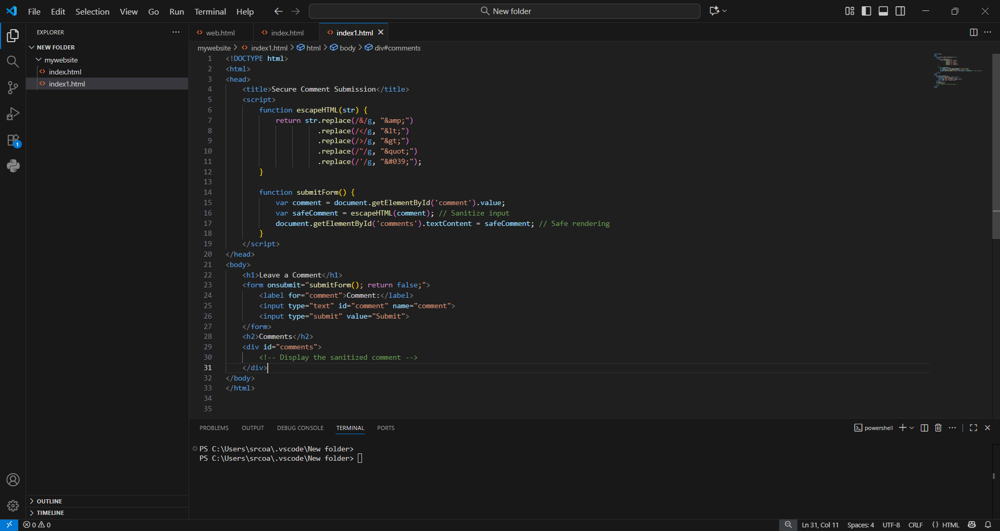 File Edit Selection View Go Run Terminal Help
New folder
EXPLORER
NEW FOLDER
mywebsite
index.html
index1.html
OUTLINE
TIMELINE
web.html
index.html
index1.html
mywebsite > index1.html > html > body > div#comments
1 <!DOCTYPE html>
2 <html>
3 <head>
4 <title>Secure Comment Submission</title>
5 <script>
6 function escapeHTML(str) {
7 return str.replace(/&/g, "&amp;")
8 .replace(/</g, "&lt;")
9 .replace(/>/g, "&gt;")
10 .replace(/"/g, "&quot;")
11 .replace(/'/g, "&#039;");
12 }
13
14 function submitForm() {
15 var comment = document.getElementById('comment').value;
16 var safeComment = escapeHTML(comment); // Sanitize input
17 document.getElementById('comments').textContent = safeComment; // Safe rendering
18 }
19 </script>
20 </head>
21 <body>
22 <h1>Leave a Comment</h1>
23 <form onsubmit="submitForm(); return false;">
24 <label for="comment">Comment:</label>
25 <input type="text" id="comment" name="comment">
26 <input type="submit" value="Submit">
27 </form>
28 <h2>Comments</h2>
29 <div id="comments">
30 <!-- Display the sanitized comment -->
31 </div>
32 </body>
33 </html>
34
35
PROBLEMS OUTPUT DEBUG CONSOLE TERMINAL PORTS
powershell
PS C:\Users\srcoa\.vscode\New folder>
PS C:\Users\srcoa\.vscode\New folder>
1
0 0
Ln 31, Col 11 Spaces: 4 UTF-8 CRLF {} HTML